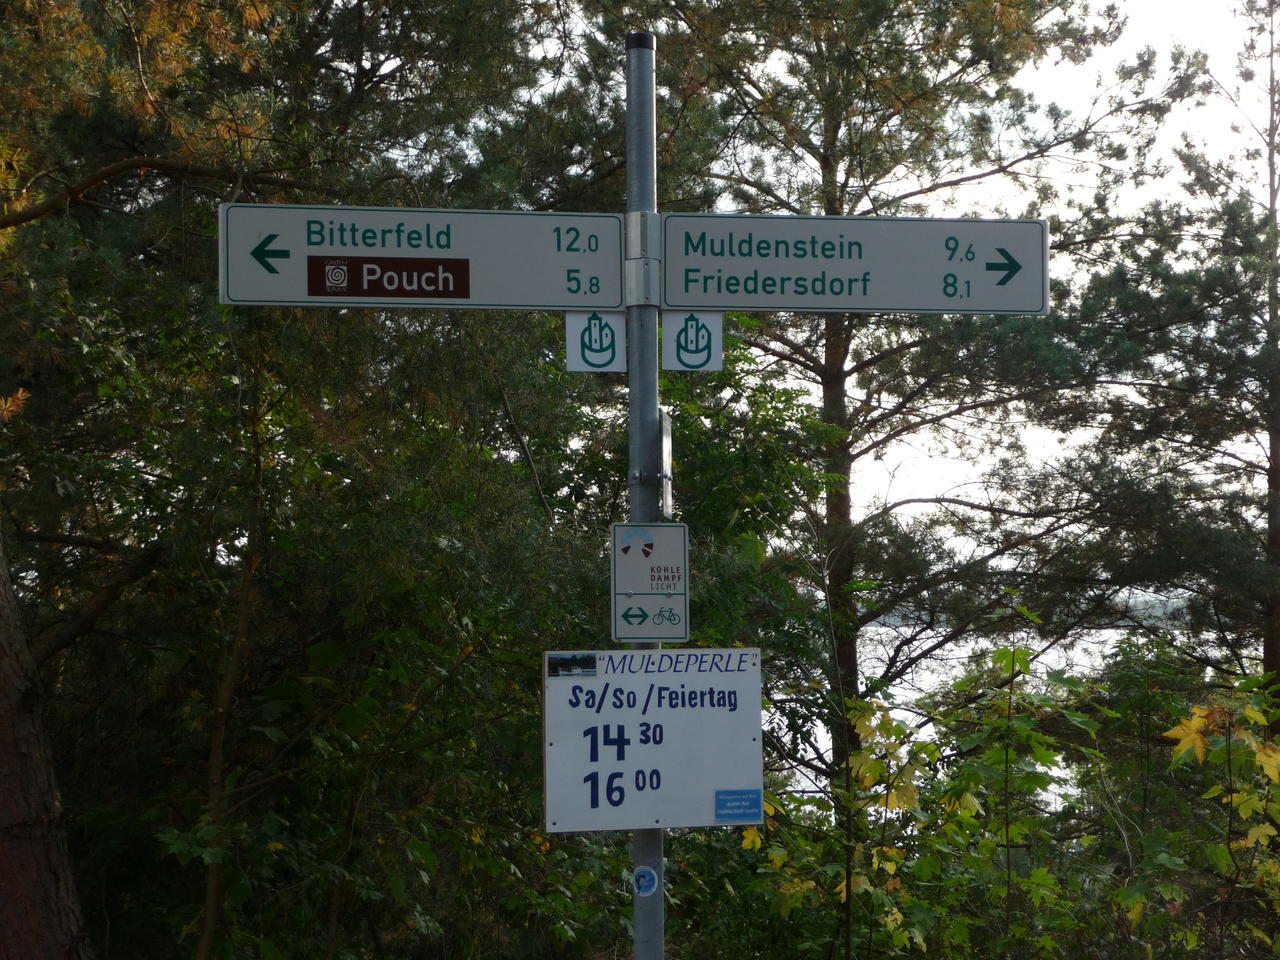 Bitterfeld 12,0
Pouch 5,8
Muldenstein 9,6
Friedersdorf 8,1
KOHLE
DAMPF
LICHT
"MULDEPERLE"
Sa/So/Feiertag
14 30
16 00